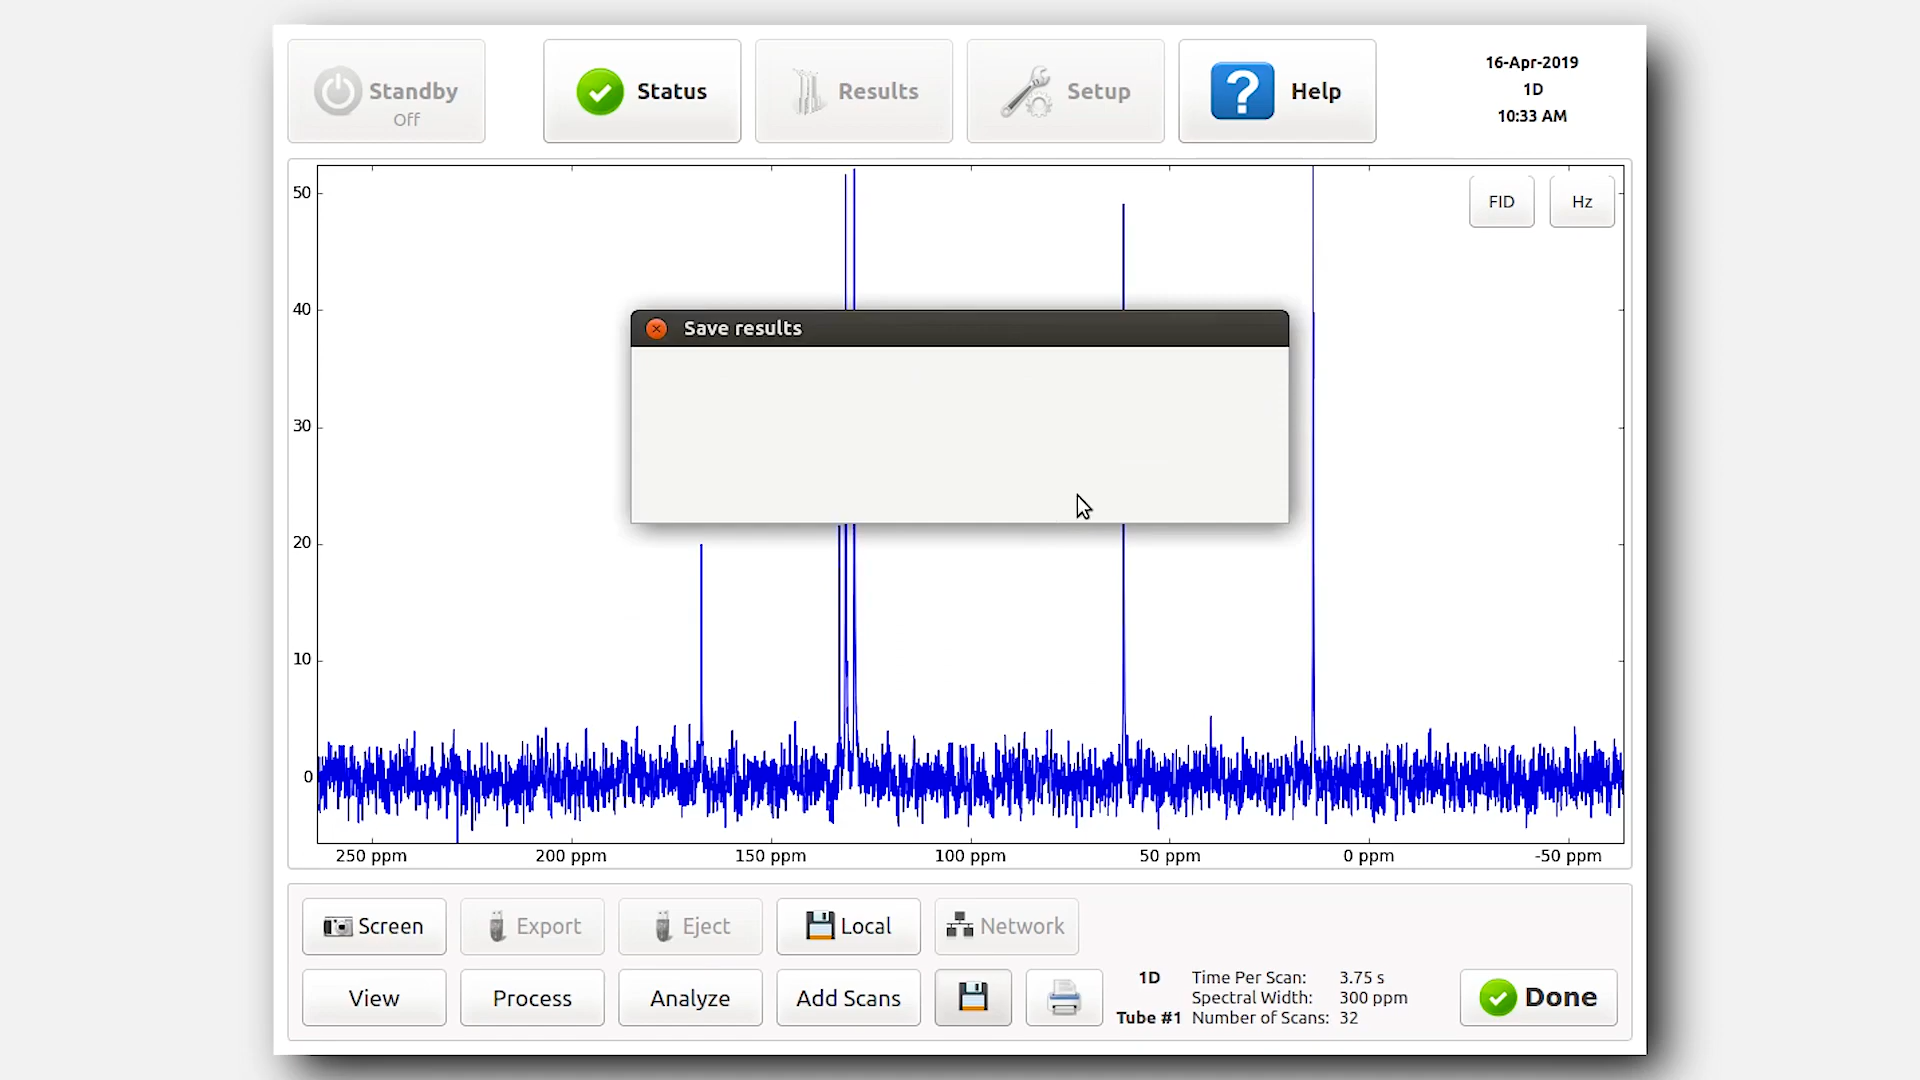 Standby
Off
Status
Results
Setup
Help
16-Apr-2019
1D
10:33 AM
FID
Hz
50
40
30
20
10
0
Save results
250 ppm
200 ppm
150 ppm
100 ppm
50 ppm
0 ppm
-50 ppm
Screen
Export
Eject
Local
Network
View
Process
Analyze
Add Scans
1D
Tube #1
Time Per Scan: 3.75 s
Spectral Width: 300 ppm
Number of Scans: 32
Done